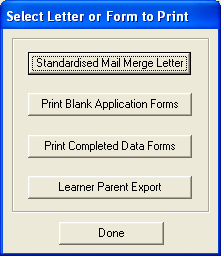 Select Letter or Form to Print
Standardised Mail Merge Letter
Print Blank Application Forms
Print Completed Data Forms
Learner Parent Export
Done